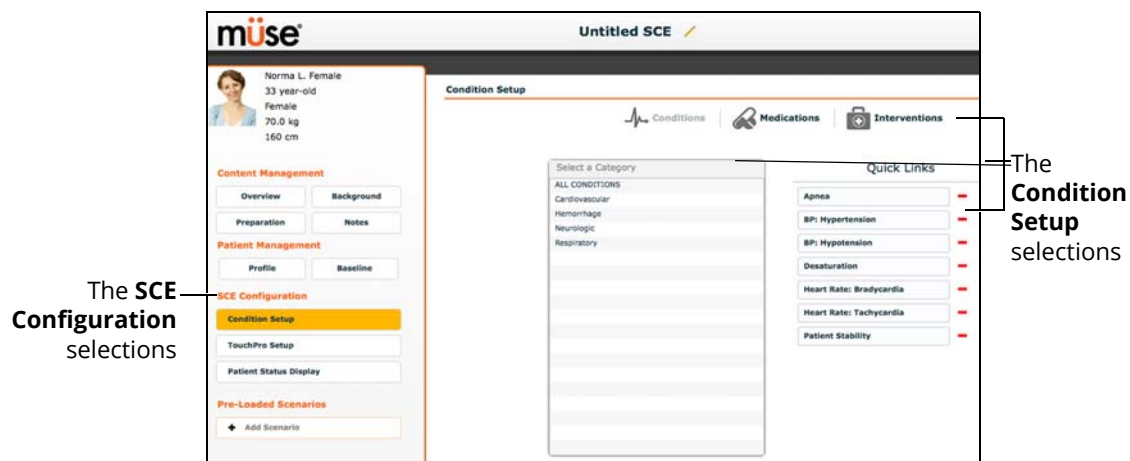 müse
Untitled SCE
Norma L. Female
33 year-old
Female
70.0 kg
160 cm
Content Management
Overview
Background
Preparation
Notes
Patient Management
Profile
Baseline
SCE Configuration
Condition Setup
TouchPro Setup
Patient Status Display
Pre-Loaded Scenarios
Add Scenario
Condition Setup
Conditions
Medications
Interventions
Select a Category
ALL CONDITIONS
Cardiovascular
Hemorrhage
Neurologic
Respiratory
Quick Links
Apnea
BP: Hypertension
BP: Hypotension
Desaturation
Heart Rate: Bradycardia
Heart Rate: Tachycardia
Patient Stability
The SCE
Configuration
selections
The
Condition
Setup
selections